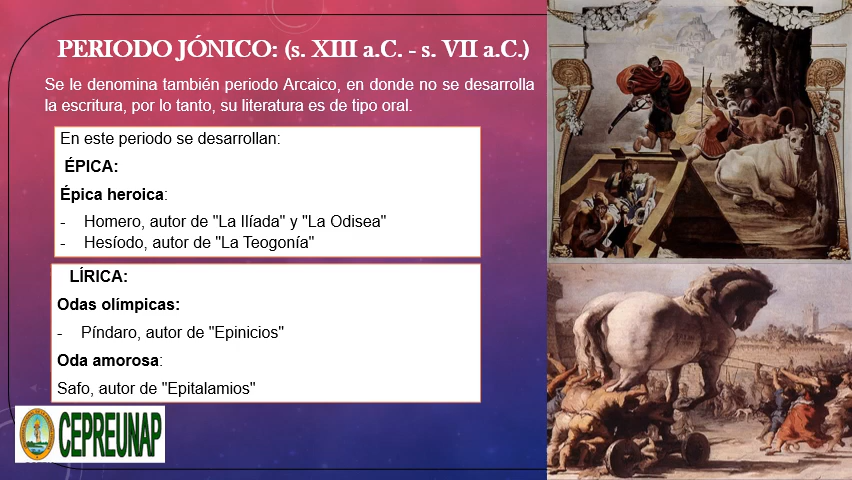 PERIODO JÓNICO: (s. XIII a.C. - s. VII a.C.)
Se le denomina también periodo Arcaico, en donde no se desarrolla
la escritura, por lo tanto, su literatura es de tipo oral.
En este periodo se desarrollan:
ÉPICA:
Épica heroica:
- Homero, autor de "La Ilíada" y "La Odisea"
- Hesíodo, autor de "La Teogonía"
LÍRICA:
Odas olímpicas:
- Píndaro, autor de "Epinicios"
Oda amorosa:
Safo, autor de "Epitalamios"
CEPREUNAP